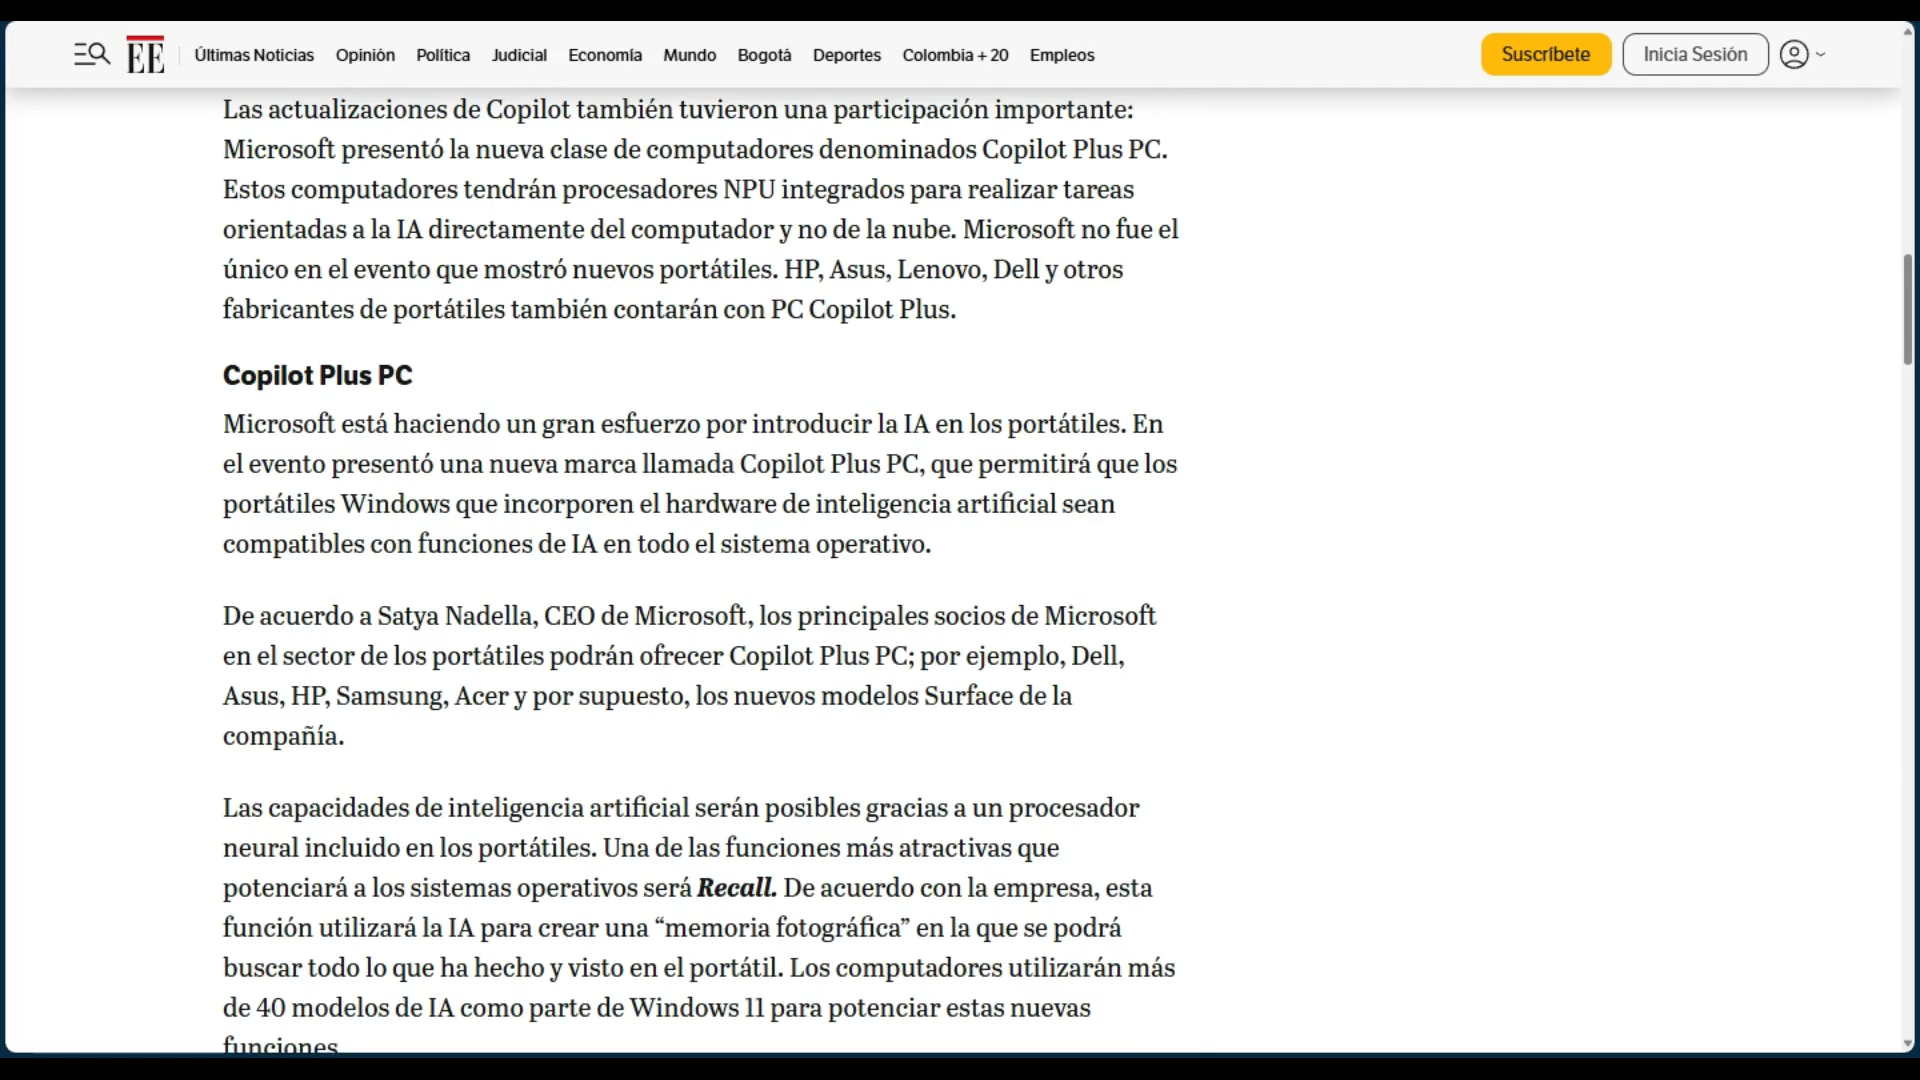 EE
Últimas Noticias Opinión Política Judicial Economía Mundo Bogotá Deportes Colombia + 20 Empleos Suscríbete Inicia Sesión
Las actualizaciones de Copilot también tuvieron una participación importante:
Microsoft presentó la nueva clase de computadores denominados Copilot Plus PC.
Estos computadores tendrán procesadores NPU integrados para realizar tareas
orientadas a la IA directamente del computador y no de la nube. Microsoft no fue el
único en el evento que mostró nuevos portátiles. HP, Asus, Lenovo, Dell y otros
fabricantes de portátiles también contarán con PC Copilot Plus.
Copilot Plus PC
Microsoft está haciendo un gran esfuerzo por introducir la IA en los portátiles. En
el evento presentó una nueva marca llamada Copilot Plus PC, que permitirá que los
portátiles Windows que incorporen el hardware de inteligencia artificial sean
compatibles con funciones de IA en todo el sistema operativo.
De acuerdo a Satya Nadella, CEO de Microsoft, los principales socios de Microsoft
en el sector de los portátiles podrán ofrecer Copilot Plus PC; por ejemplo, Dell,
Asus, HP, Samsung, Acer y por supuesto, los nuevos modelos Surface de la
compañía.
Las capacidades de inteligencia artificial serán posibles gracias a un procesador
neural incluido en los portátiles. Una de las funciones más atractivas que
potenciará a los sistemas operativos será Recall. De acuerdo con la empresa, esta
función utilizará la IA para crear una “memoria fotográfica” en la que se podrá
buscar todo lo que ha hecho y visto en el portátil. Los computadores utilizarán más
de 40 modelos de IA como parte de Windows 11 para potenciar estas nuevas
funciones.